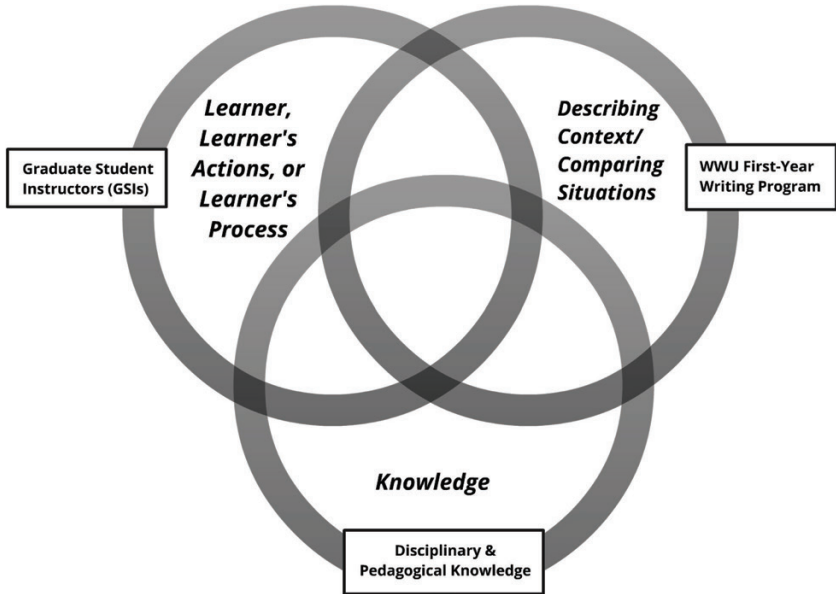 Learner,
Learner's
Actions, or
Learner's
Process
Describing
Context/
Comparing
Situations
Graduate Student
Instructors (GSIs)
WWU First-Year
Writing Program
Knowledge
Disciplinary &
Pedagogical Knowledge